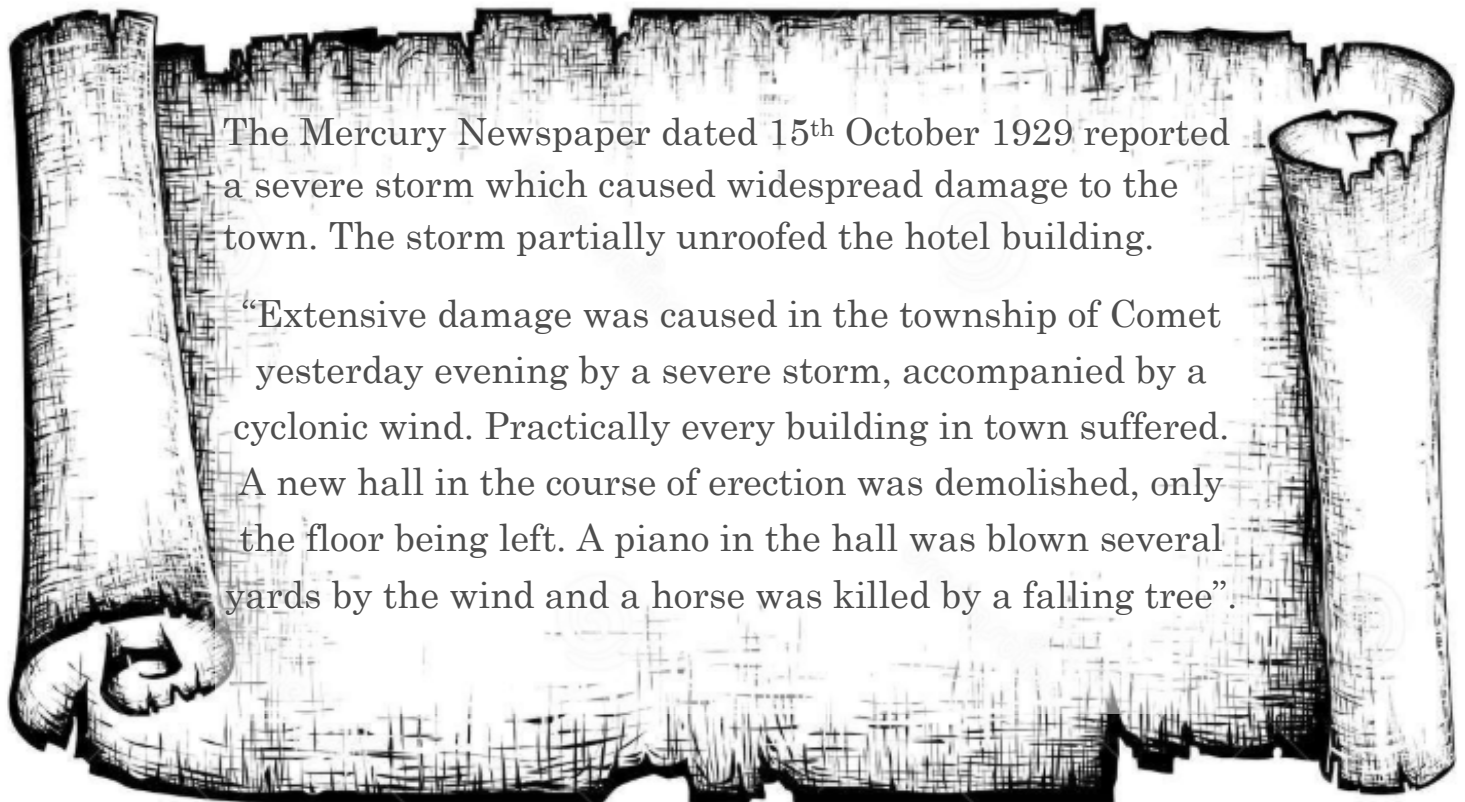 The Mercury Newspaper dated 15th October 1929 reported
a severe storm which caused widespread damage to the
town. The storm partially unroofed the hotel building.
“Extensive damage was caused in the township of Comet
yesterday evening by a severe storm, accompanied by a
cyclonic wind. Practically every building in town suffered.
A new hall in the course of erection was demolished, only
the floor being left. A piano in the hall was blown several
yards by the wind and a horse was killed by a falling tree”.